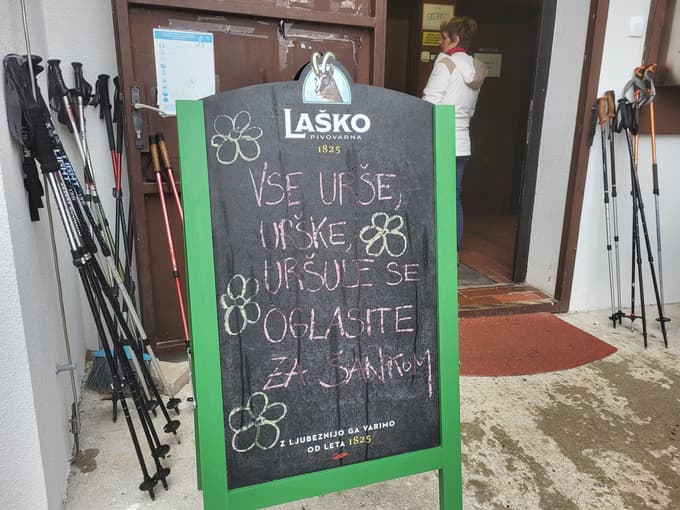 LAŠKO
PIVOVARNA
1825
VSE URŠE,
URŠKE,
URŠULE SE
OGLASITE
ZA ŠANKOM
Z LJUBEZNIJO GA VARIMO
OD LETA 1825